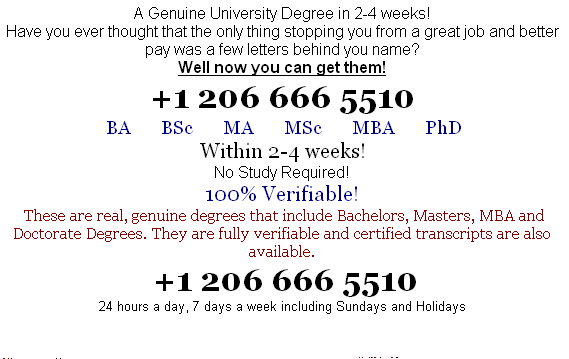 A Genuine University Degree in 2-4 weeks!
Have you ever thought that the only thing stopping you from a great job and better
pay was a few letters behind you name?
Well now you can get them!
+1 206 666 5510
BA BSc MA MSc MBA PhD
Within 2-4 weeks!
No Study Required!
100% Verifiable!
These are real, genuine degrees that include Bachelors, Masters, MBA and
Doctorate Degrees. They are fully verifiable and certified transcripts are also
available.
+1 206 666 5510
24 hours a day, 7 days a week including Sundays and Holidays